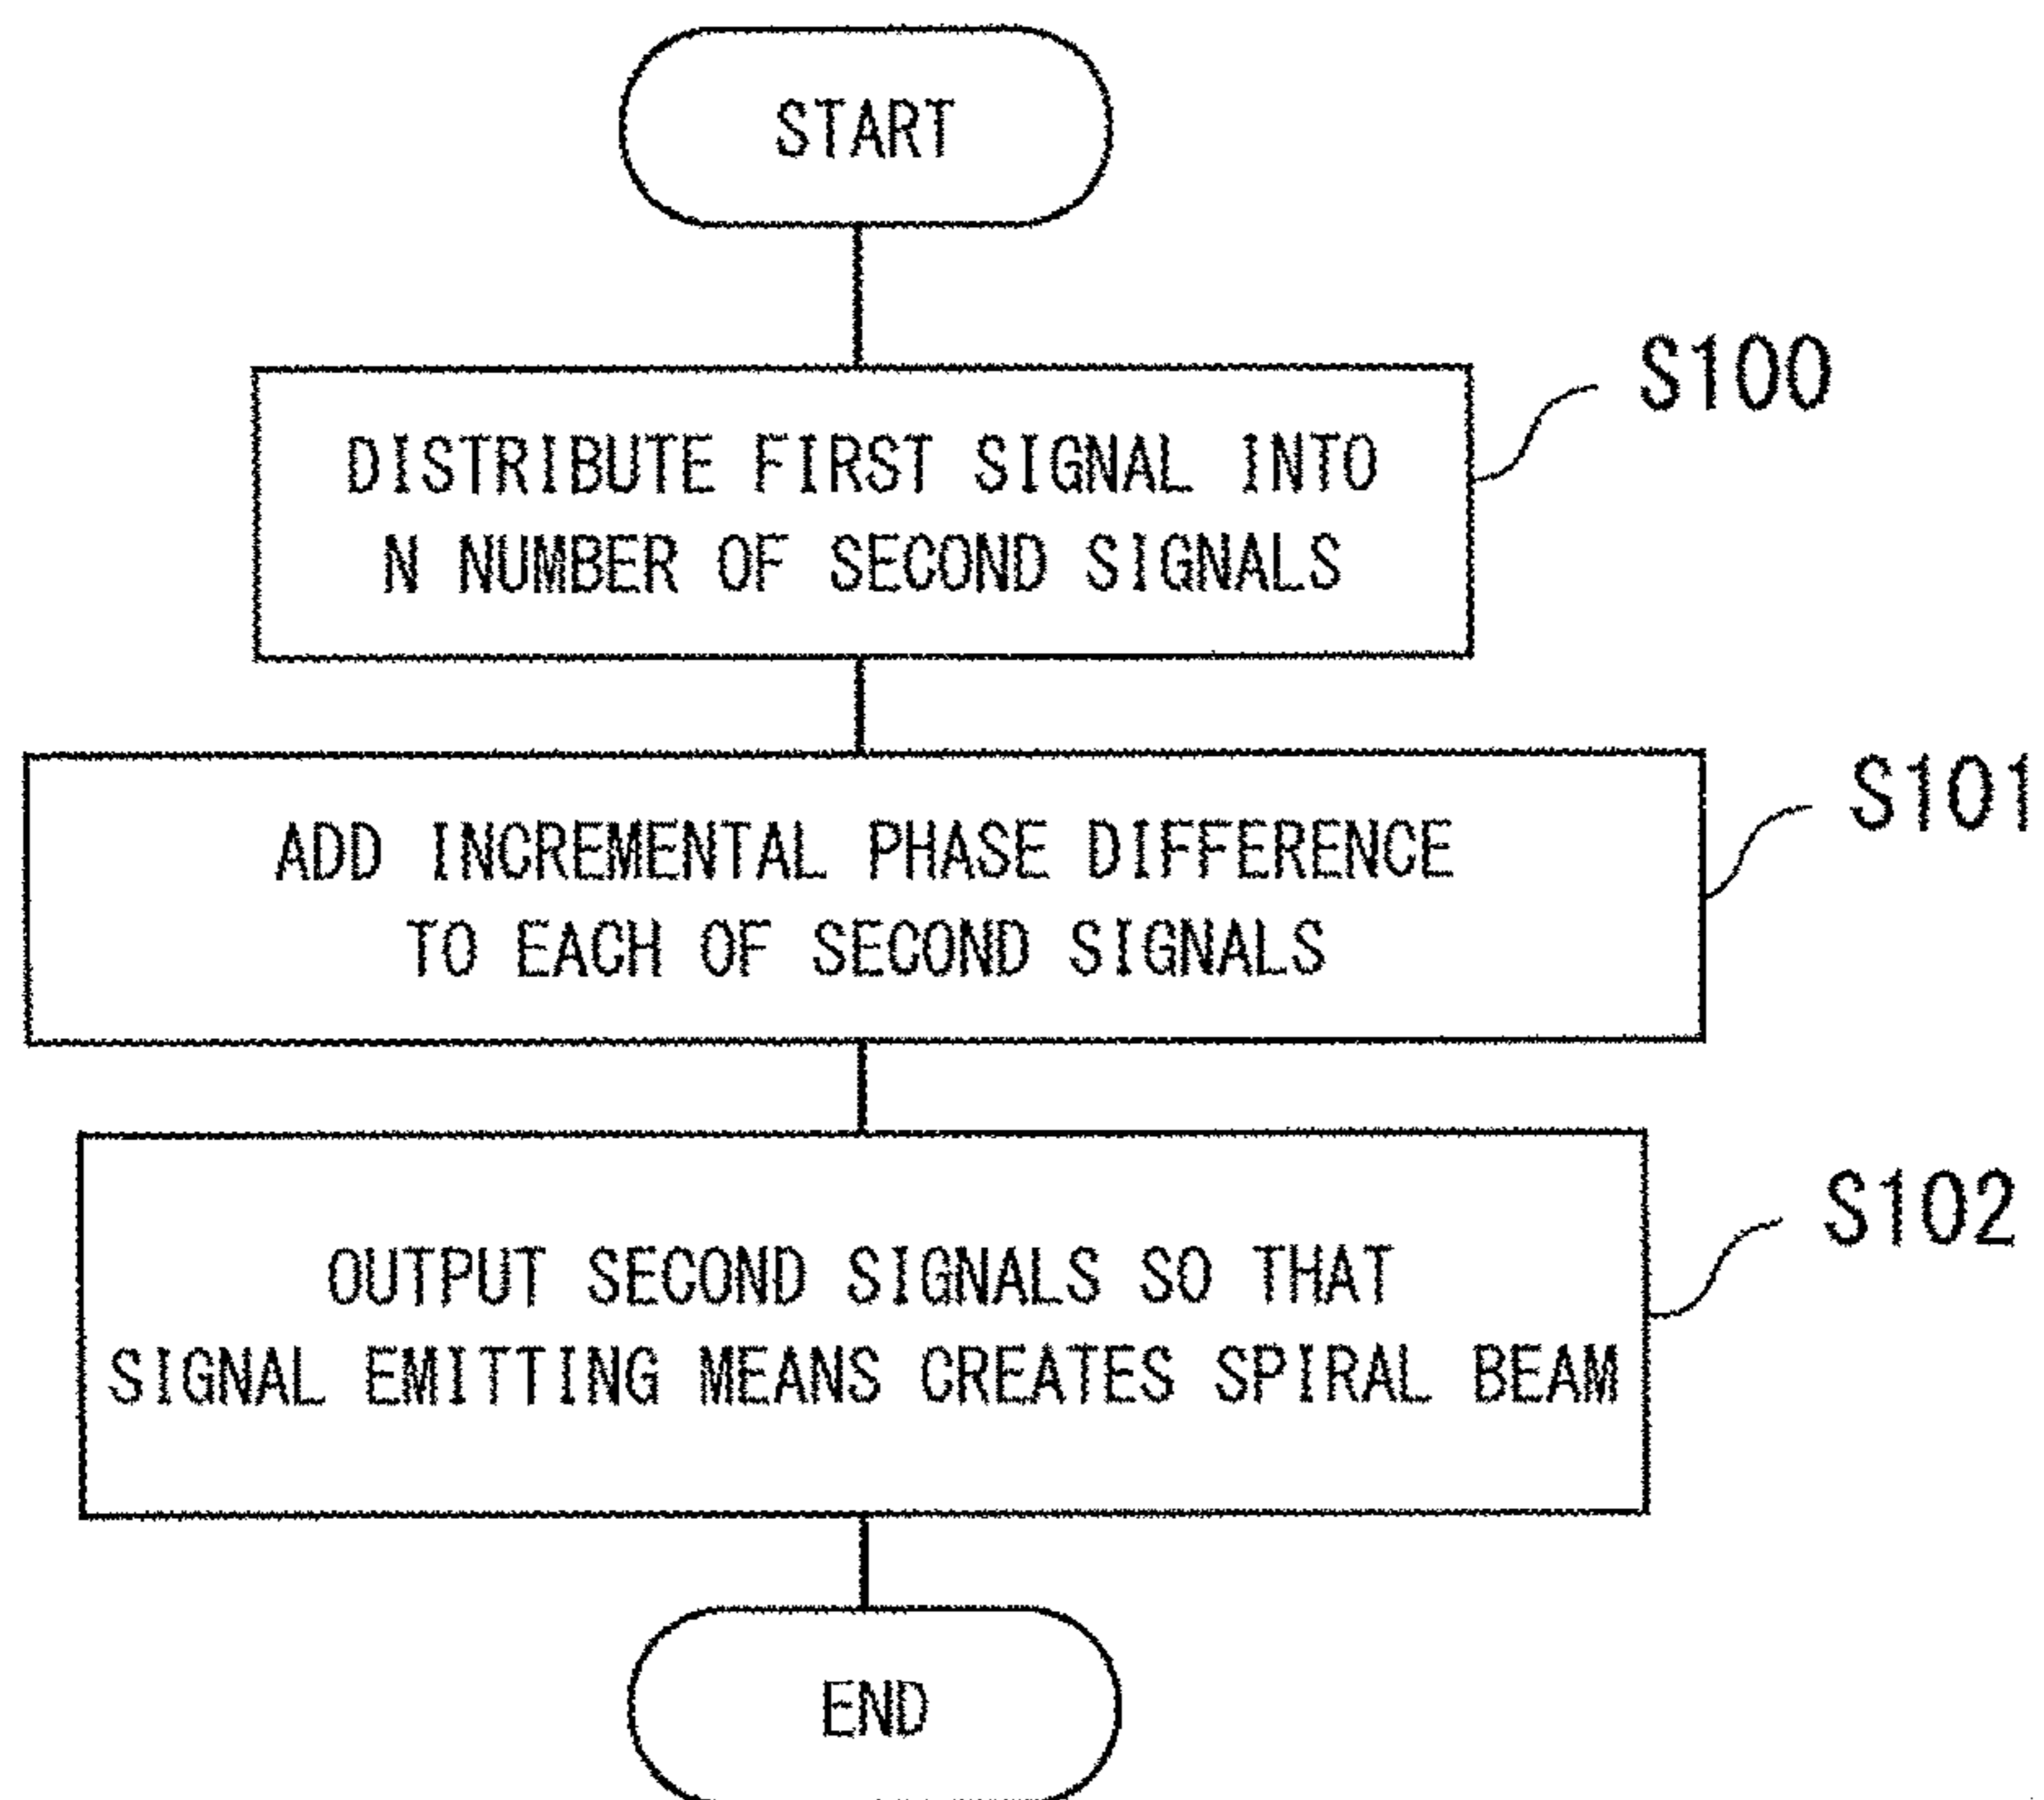 START
S100
DISTRIBUTE FIRST SIGNAL INTO
N NUMBER OF SECOND SIGNALS
S101
ADD INCREMENTAL PHASE DIFFERENCE
TO EACH OF SECOND SIGNALS
S102
OUTPUT SECOND SIGNALS SO THAT
SIGNAL EMITTING MEANS CREATES SPIRAL BEAM
END